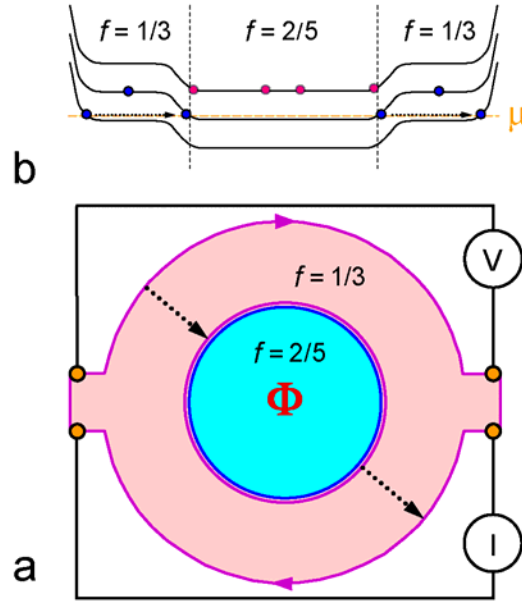 f = 1/3
f = 2/5
f = 1/3
μ
b
V
f = 1/3
f = 2/5
Φ
I
a